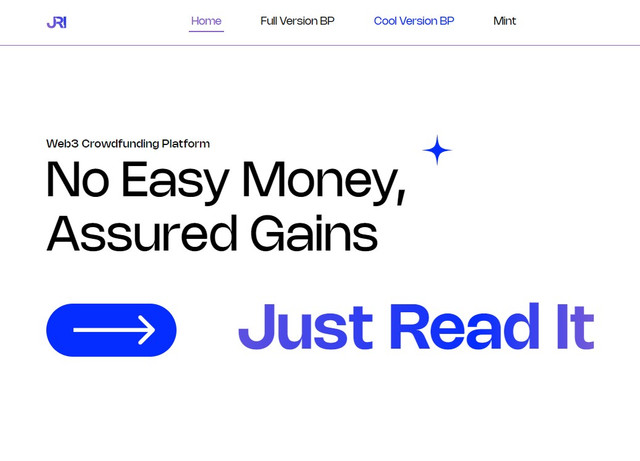 JRI
Home
Full Version BP
Cool Version BP
Mint
Web3 Crowdfunding Platform
No Easy Money,
Assured Gains
Just Read It